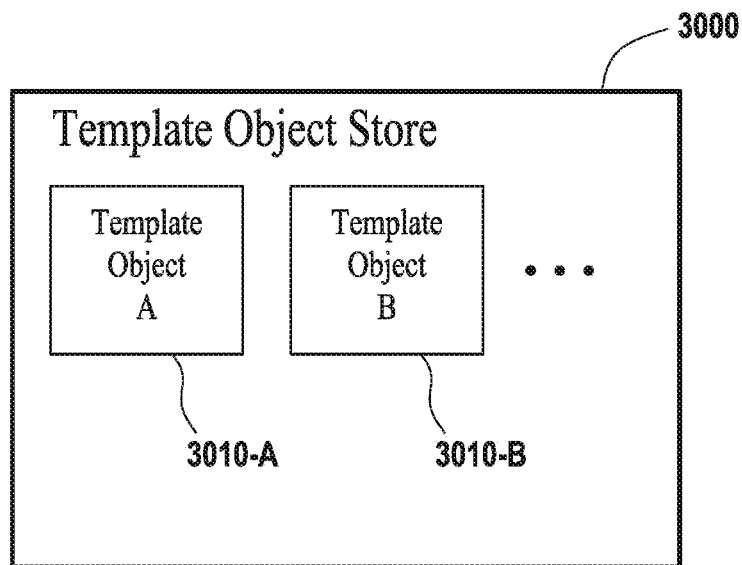 3000
Template Object Store
Template
Object
A
Template
Object
B
3010-A
3010-B